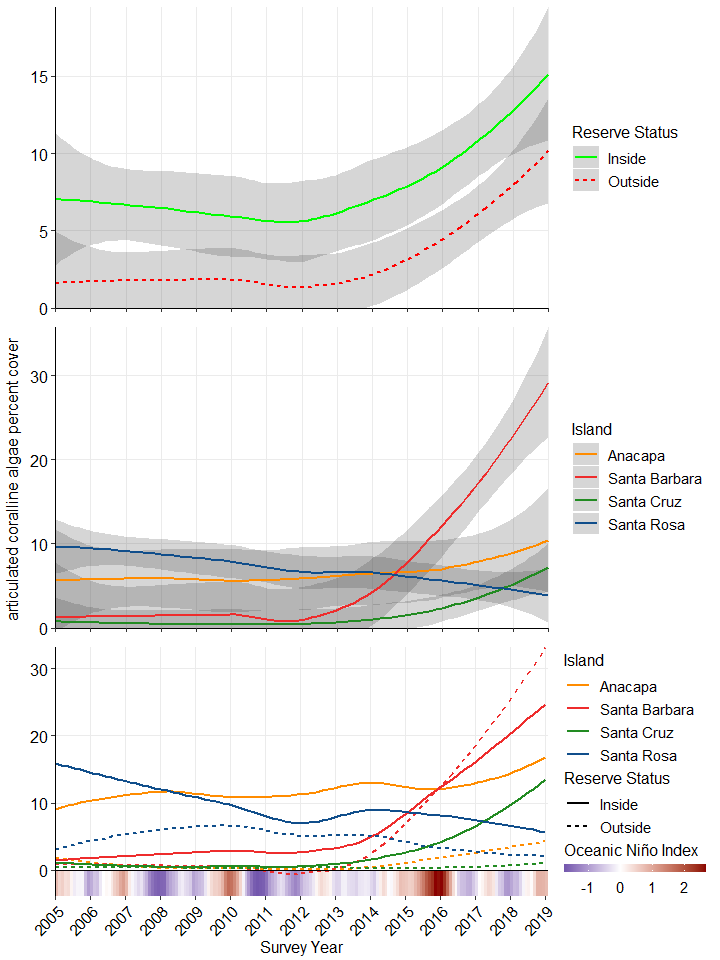 15
10
5
0
Reserve Status
Inside
Outside
articulated coralline algae percent cover
30
20
10
0
Island
Anacapa
Santa Barbara
Santa Cruz
Santa Rosa
30
20
10
0
Island
Anacapa
Santa Barbara
Santa Cruz
Santa Rosa
Reserve Status
Inside
Outside
Oceanic Niño Index
-1 0 1 2
2005 2006 2007 2008 2009 2010 2011 2012 2013 2014 2015 2016 2017 2018 2019
Survey Year